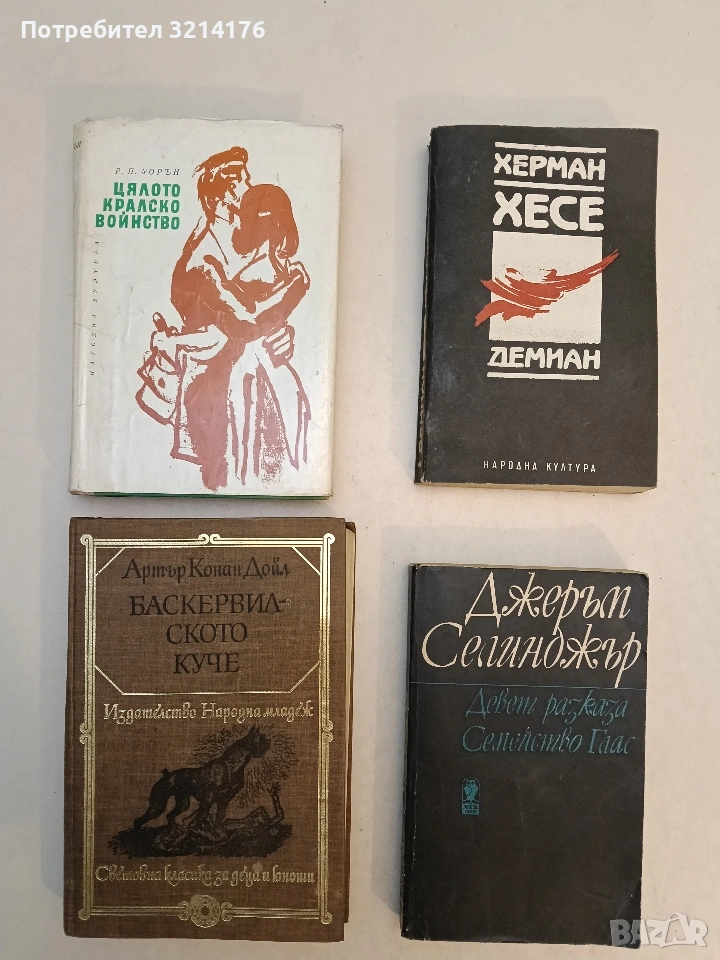 Потребител 3214176
Р. П. УОРЪН
ЦЯЛОТО
КРАЛСКО
ВОЙНСТВО
НАРОДНА КУЛТУРА
ХЕРМАН
ХЕСЕ
ДЕМИАН
НАРОДНА КУЛТУРА
Артър Конан Дойл
БАСКЕРВИЛ-
СКОТО
КУЧЕ
Издателство Народна младеж
Световна класика за деца и юноши
Джеръм
Селинджър
Девет разказа
Семейство Глас
BAZAR